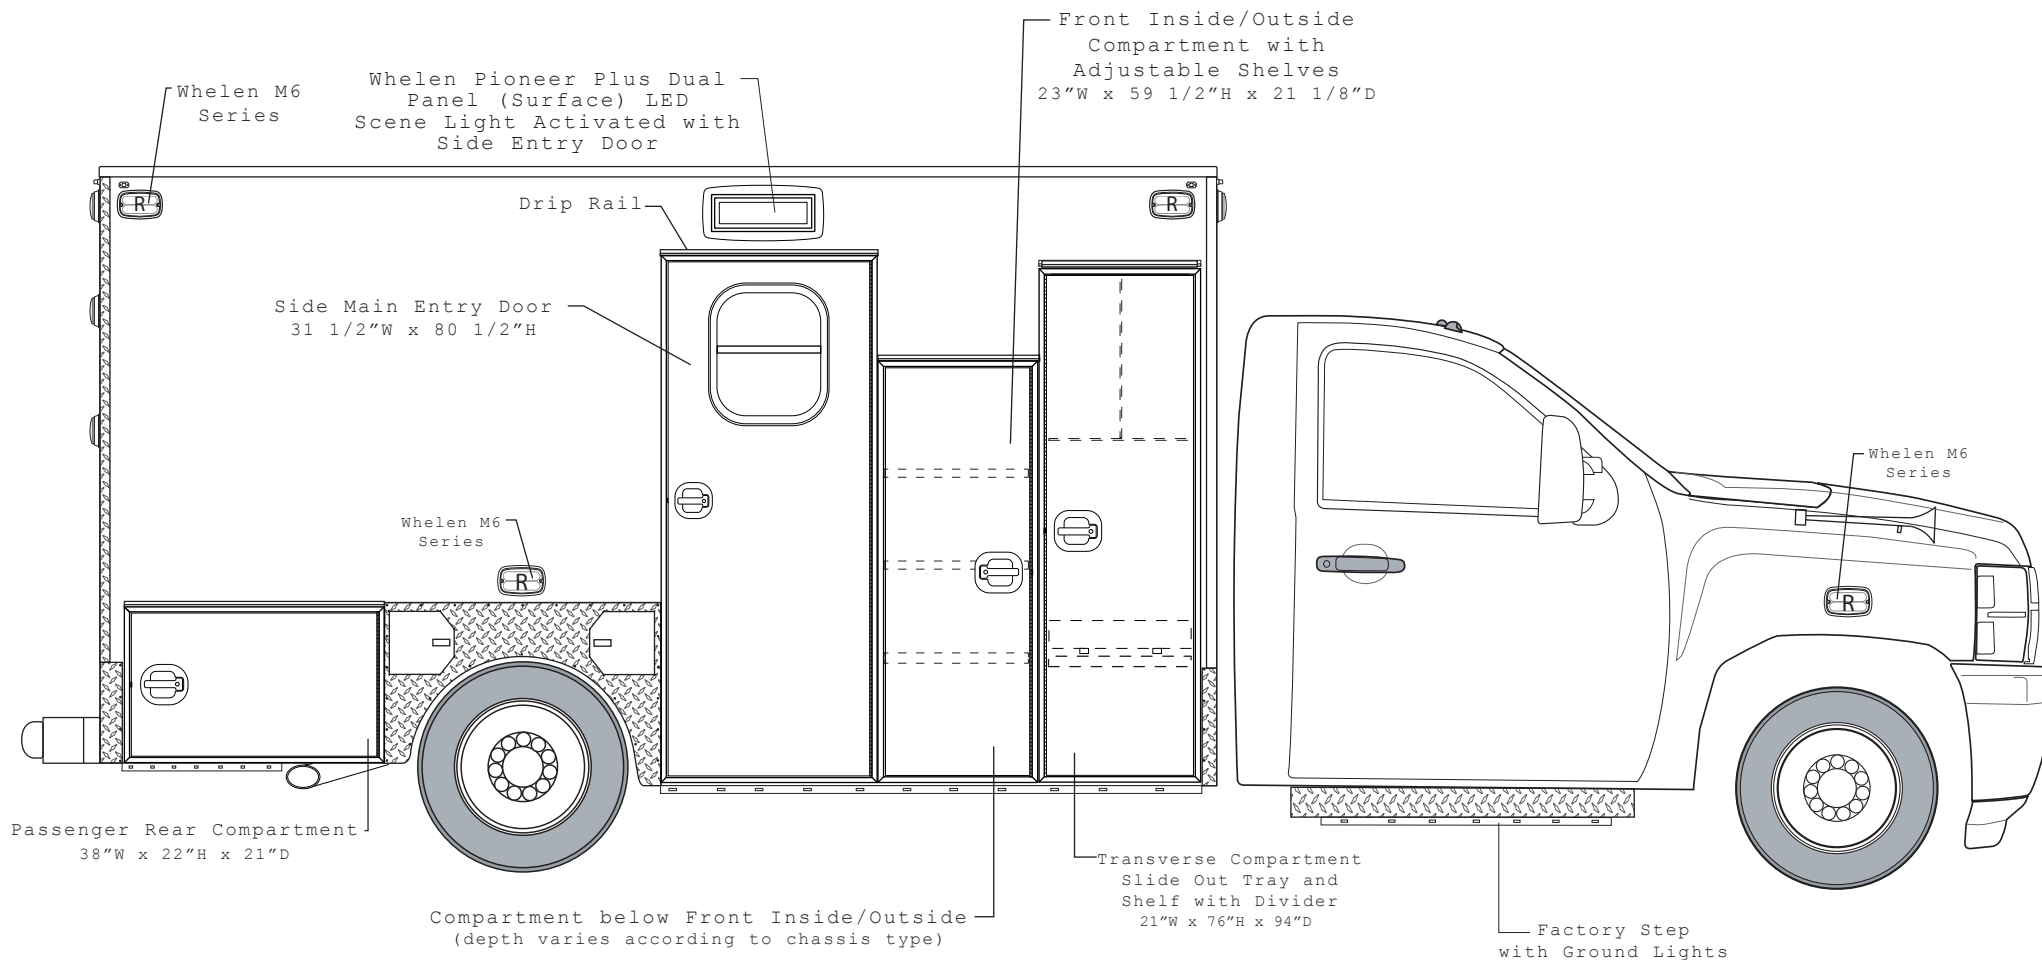 Front Inside/Outside
Compartment with
Adjustable Shelves
23”W x 59 1/2”H x 21 1/8”D
Whelen Pioneer Plus Dual
Panel (Surface) LED
Scene Light Activated with
Side Entry Door
Whelen M6
Series
R
Drip Rail
R
Side Main Entry Door
31 1/2”W x 80 1/2”H
Whelen M6
Series
Whelen M6
Series
R
R
Passenger Rear Compartment
38”W x 22”H x 21”D
Compartment below Front Inside/Outside
(depth varies according to chassis type)
Transverse Compartment
Slide Out Tray and
Shelf with Divider
21”W x 76”H x 94”D
Factory Step
with Ground Lights